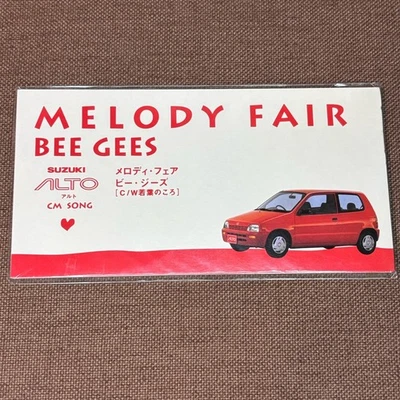 MELODY FAIR
BEE GEES
SUZUKI
ALTO
アルト
CM SONG
メロディ・フェア
ビー・ジーズ
[C/W若葉のころ]